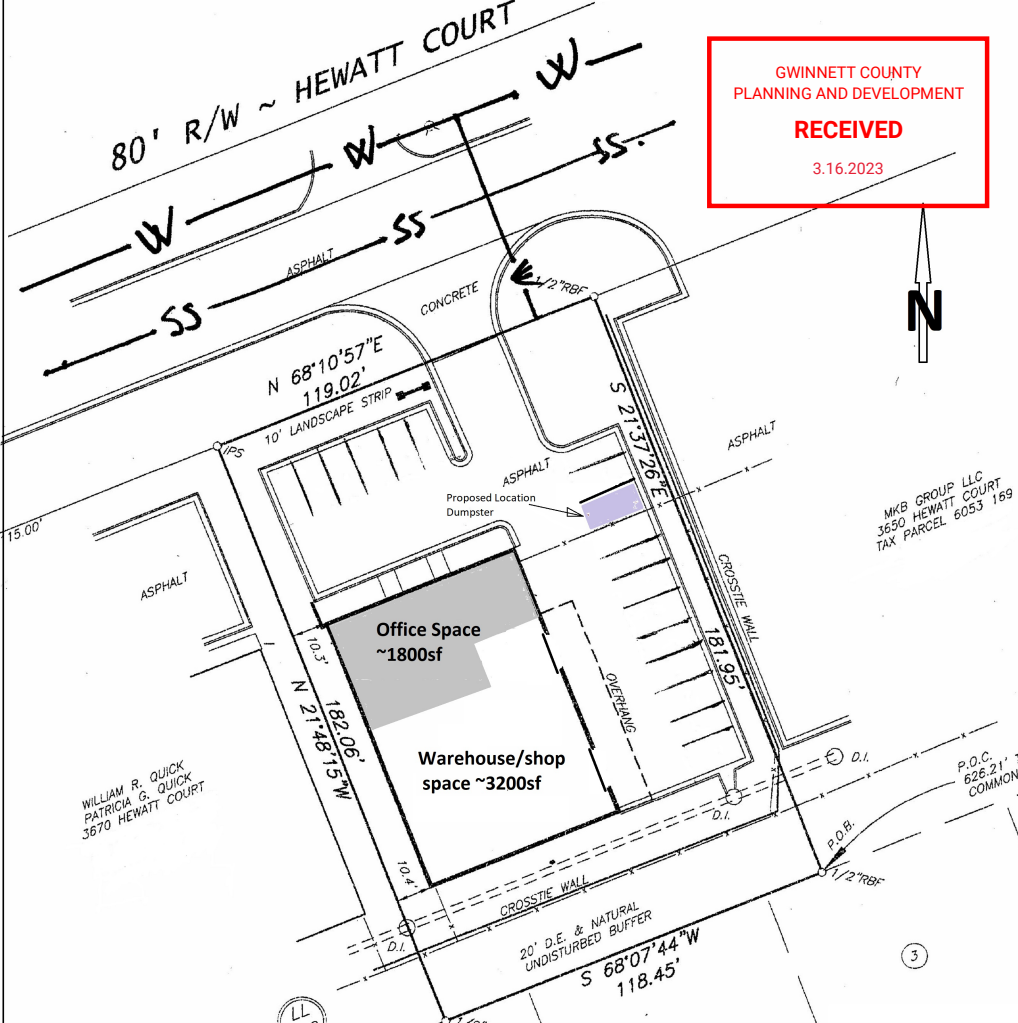 80' R/W ~ HEWATT COURT
W
W
W
SS
SS
SS.
GWINNETT COUNTY
PLANNING AND DEVELOPMENT
RECEIVED
3.16.2023
N
ASPHALT
CONCRETE
1/2"RBF
N 68°10'57"E
119.02'
10' LANDSCAPE STRIP
IPS
S 21°37'26"E
181.95'
ASPHALT
ASPHALT
Proposed Location
Dumpster
MKB GROUP LLC
3650 HEWATT COURT
TAX PARCEL 6053 169
15.00'
ASPHALT
CROSSTIE WALL
Office Space
~1800sf
10.3'
N 21°48'15"W
182.06'
OVERHANG
Warehouse/shop
space ~3200sf
WILLIAM R. QUICK
PATRICIA G. QUICK
3670 HEWATT COURT
D.I.
D.I.
P.O.C.
626.21'
COMMON
P.O.B.
1/2"RBF
10.4'
CROSSTIE WALL
D.I.
20' D.E. & NATURAL
UNDISTURBED BUFFER
S 68°07'44"W
118.45'
3
LL